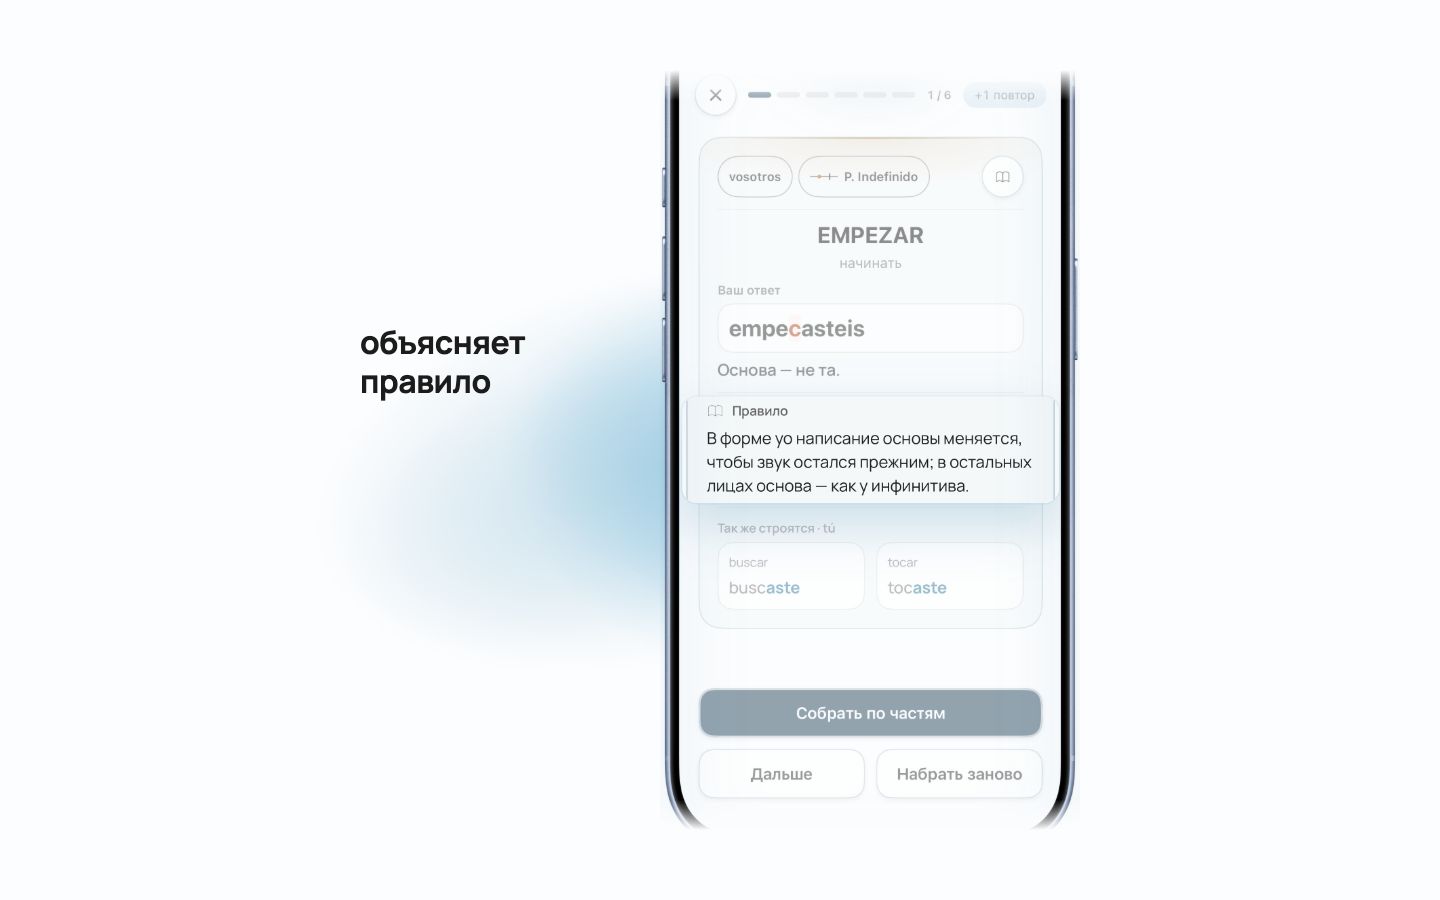 объясняет
правило
1 / 6
+1 повтор
vosotros
P. Indefinido
EMPEZAR
начинать
Ваш ответ
empecasteis
Основа — не та.
Правило
В форме yo написание основы меняется,
чтобы звук остался прежним; в остальных
лицах основа — как у инфинитива.
Так же строятся · tú
buscar
buscaste
tocar
tocaste
Собрать по частям
Дальше
Набрать заново